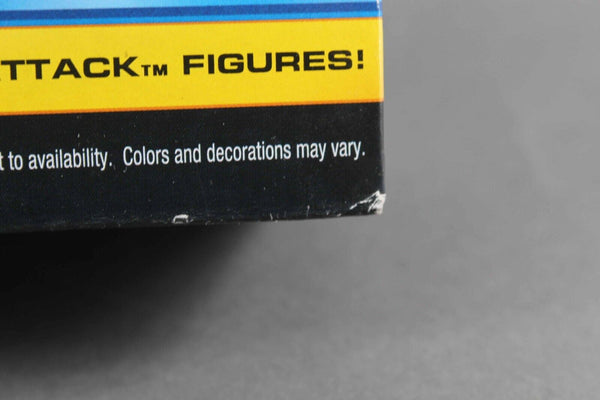 TTACK™ FIGURES!
t to availability. Colors and decorations may vary.